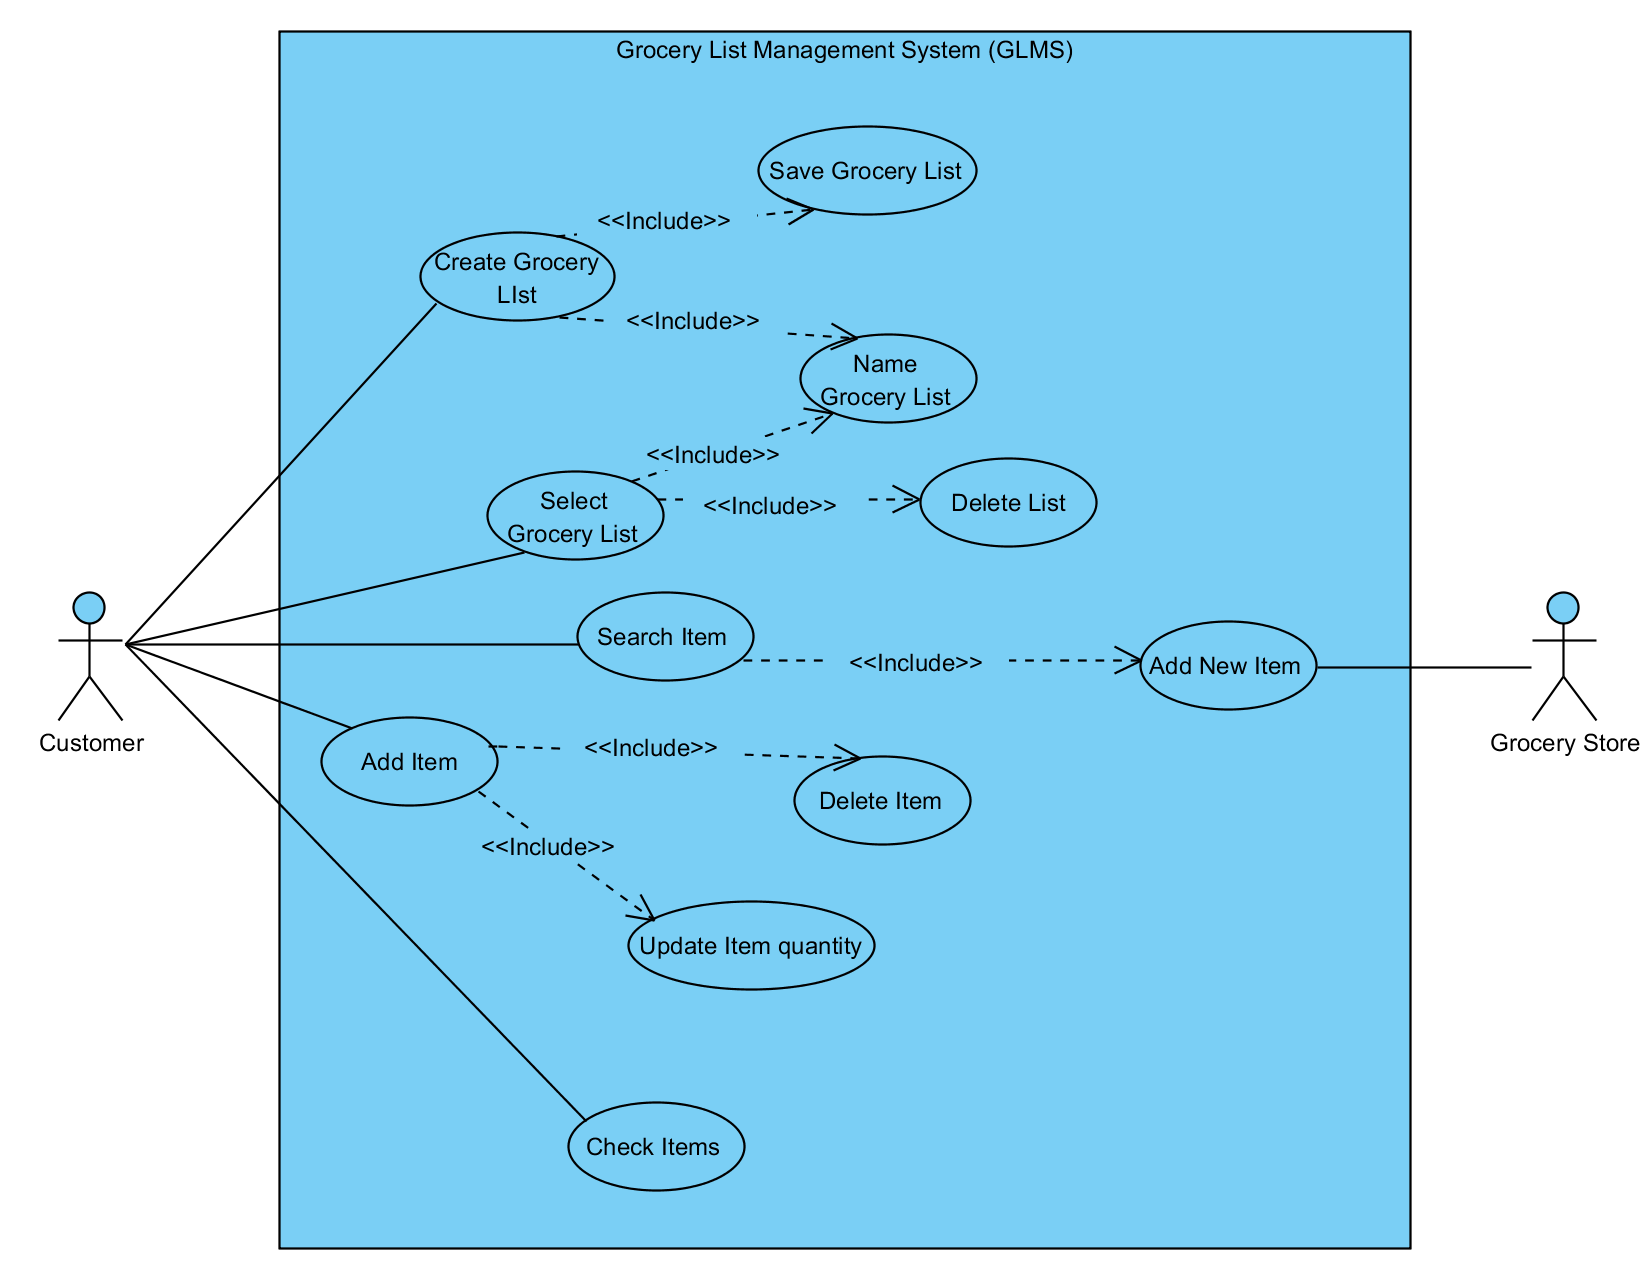 Grocery List Management System (GLMS)
Save Grocery List
<<Include>>
Create Grocery
LIst
<<Include>>
Name
Grocery List
<<Include>>
Select
Grocery List
<<Include>>
Delete List
Search Item
<<Include>>
Add New Item
Customer
Grocery Store
Add Item
<<Include>>
Delete Item
<<Include>>
Update Item quantity
Check Items